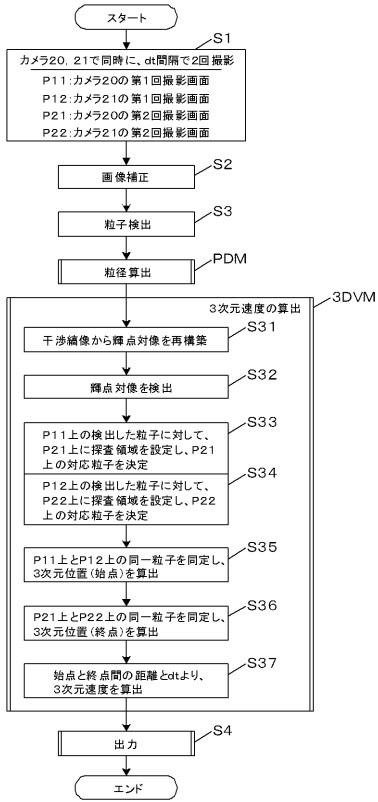 スタート
S1
カメラ20,21で同時に、dt間隔で2回撮影
P11:カメラ20の第1回撮影画面
P12:カメラ21の第1回撮影画面
P21:カメラ20の第2回撮影画面
P22:カメラ21の第2回撮影画面
S2
画像補正
S3
粒子検出
PDM
粒径算出
3DVM
3次元速度の算出
S31
干渉縞像から輝点対像を再構築
S32
輝点対像を検出
S33
P11上の検出した粒子に対して、
P21上に探査領域を設定し、P21
上の対応粒子を決定
S34
P12上の検出した粒子に対して、
P22上に探査領域を設定し、P22
上の対応粒子を決定
S35
P11上とP12上の同一粒子を同定し、
3次元位置(始点)を算出
S36
P21上とP22上の同一粒子を同定し、
3次元位置(終点)を算出
S37
始点と終点間の距離とdtより、
3次元速度を算出
S4
出力
エンド